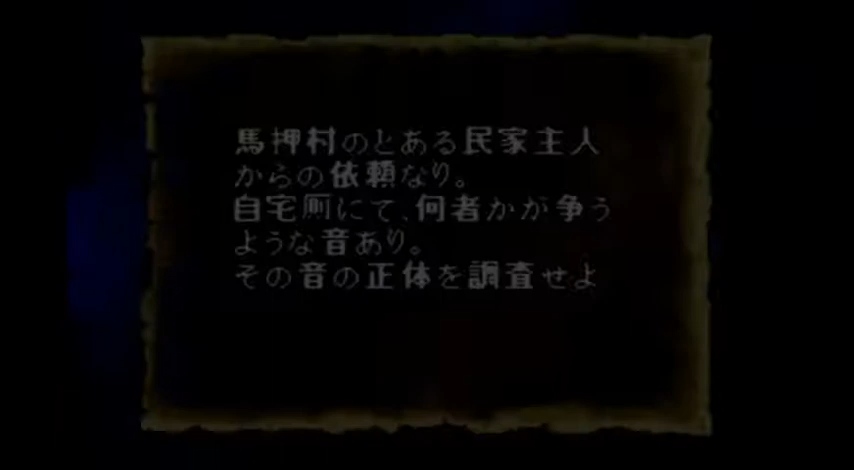 馬押村のとある民家主人
からの依頼なり。
自宅厠にて、何者かが争う
ような音あり。
その音の正体を調査せよ